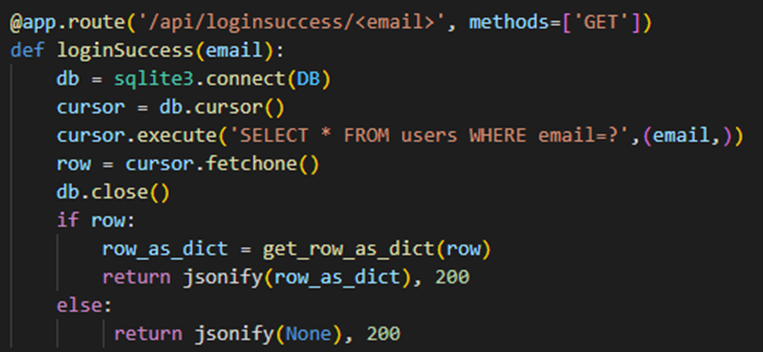 @app.route('/api/loginsuccess/<email>', methods=['GET'])
def loginSuccess(email):
    db = sqlite3.connect(DB)
    cursor = db.cursor()
    cursor.execute('SELECT * FROM users WHERE email=?',(email,))
    row = cursor.fetchone()
    db.close()
    if row:
        row_as_dict = get_row_as_dict(row)
        return jsonify(row_as_dict), 200
    else:
         return jsonify(None), 200